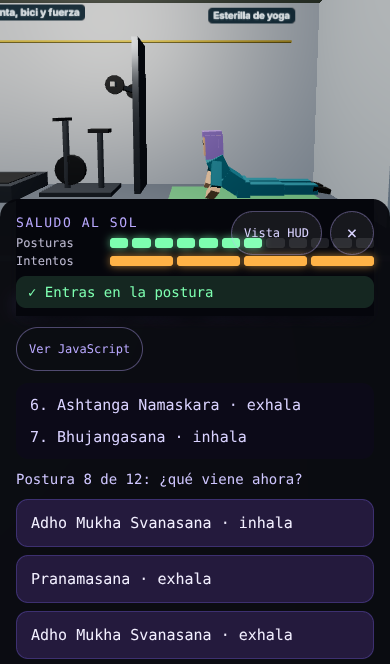 nta, bici y fuerza
Esterilla de yoga
SALUDO AL SOL
Vista HUD
×
Posturas
Intentos
✓ Entras en la postura
Ver JavaScript
6. Ashtanga Namaskara · exhala
7. Bhujangasana · inhala
Postura 8 de 12: ¿qué viene ahora?
Adho Mukha Svanasana · inhala
Pranamasana · exhala
Adho Mukha Svanasana · exhala